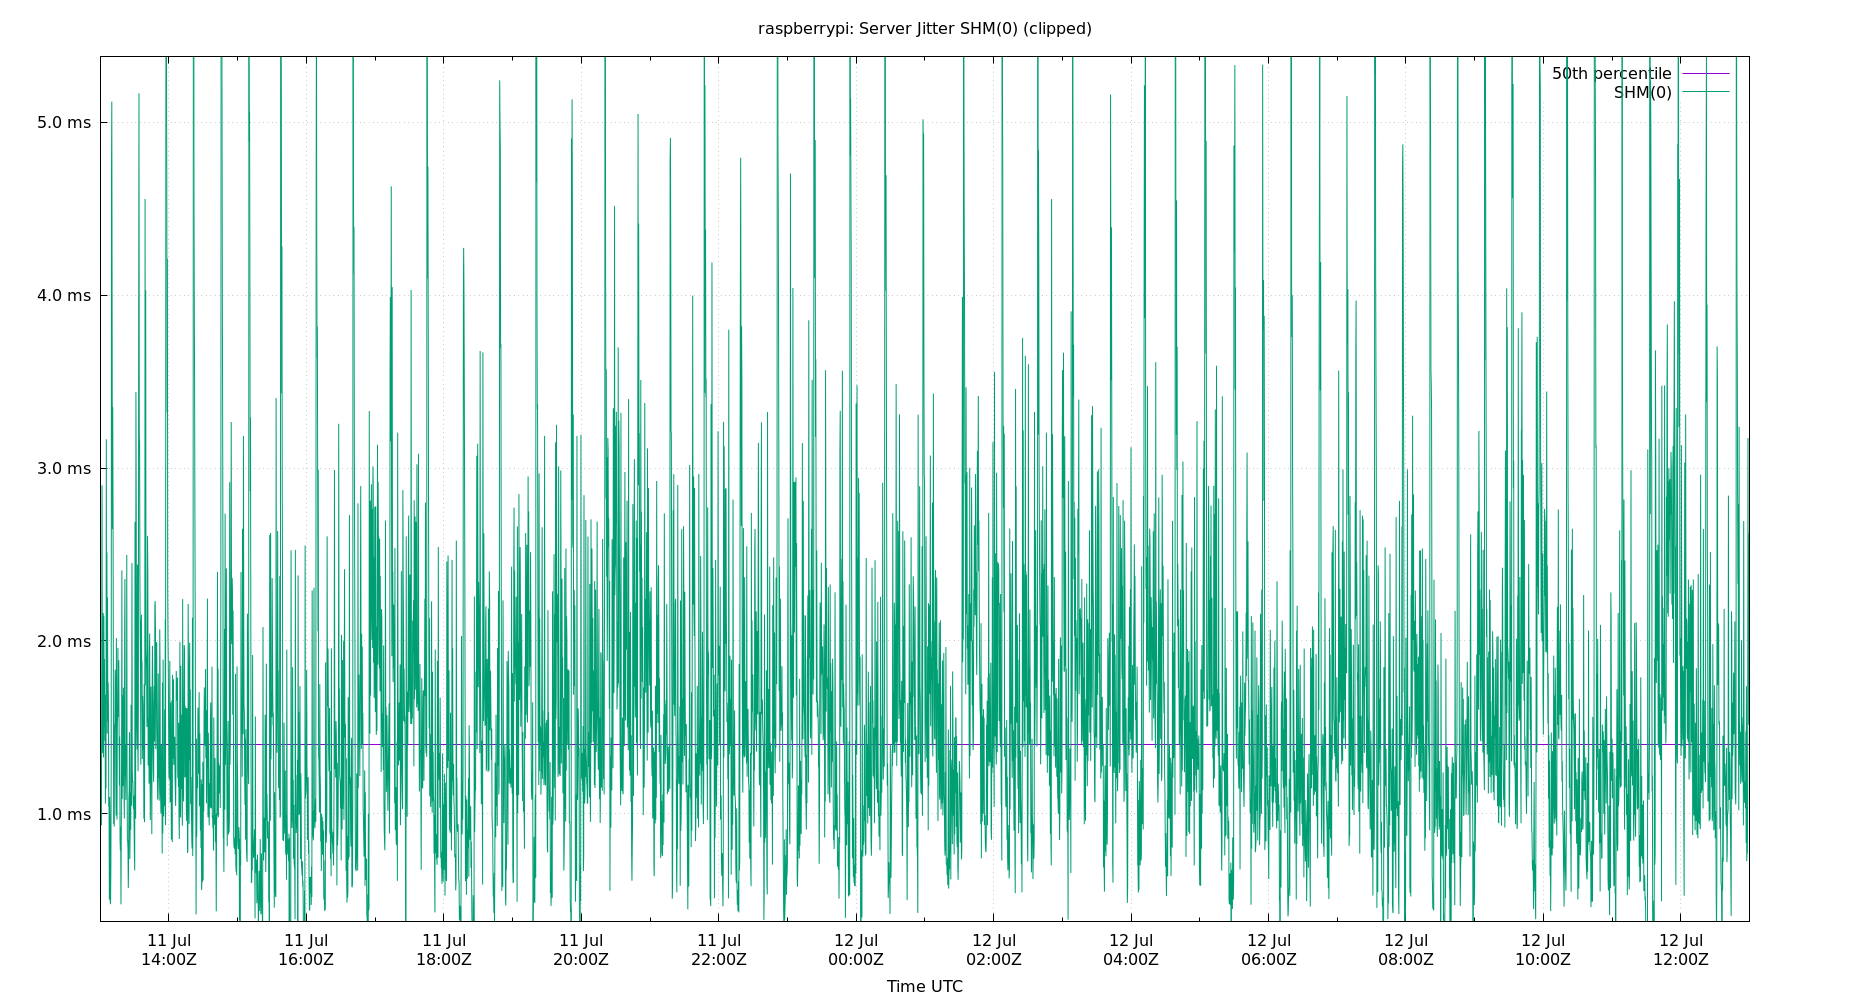 raspberrypi: Server Jitter SHM(0) (clipped)
50th percentile
SHM(0)
5.0 ms
4.0 ms
3.0 ms
2.0 ms
1.0 ms
11 Jul 11 Jul 11 Jul 11 Jul 11 Jul 12 Jul 12 Jul 12 Jul 12 Jul 12 Jul 12 Jul 12 Jul
14:00Z 16:00Z 18:00Z 20:00Z 22:00Z 00:00Z 02:00Z 04:00Z 06:00Z 08:00Z 10:00Z 12:00Z
Time UTC